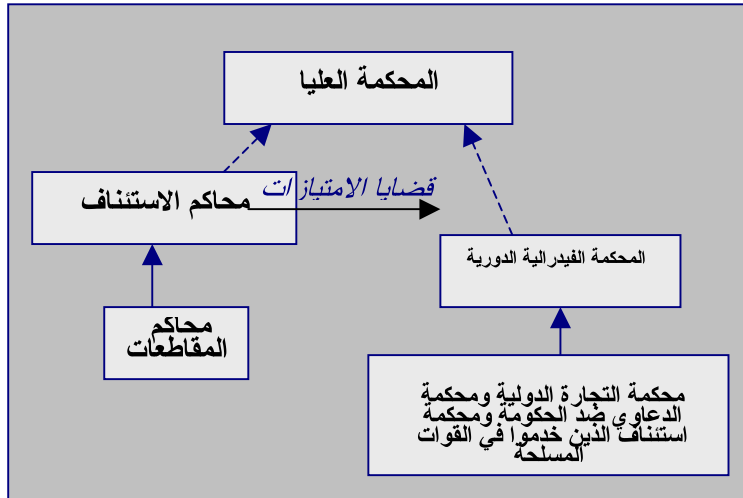 المحكمة العليا
قضايا الامتيازات
محاكم الاستئناف
المحكمة الفيدرالية الدورية
محاكم
المقاطعات
محكمة التجارة الدولية ومحكمة
الدعاوي ضد الحكومة ومحكمة
استئناف الذين خدموا في القوات
المسلحة